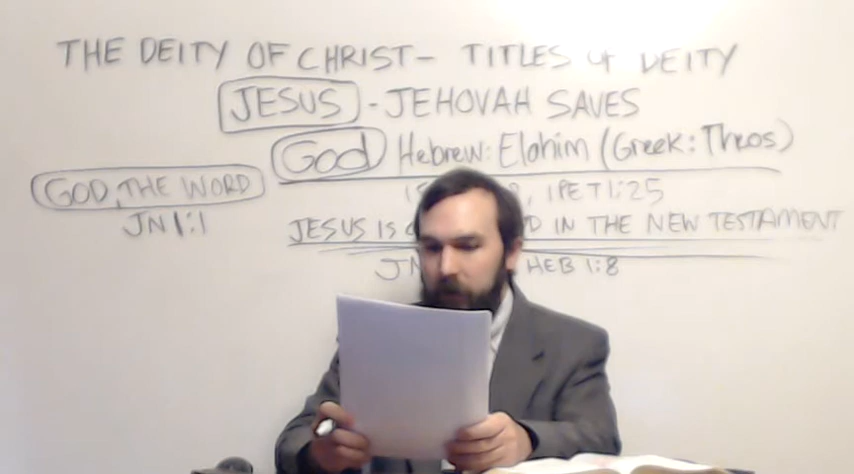 THE DEITY OF CHRIST- TITLES of DEITY
JESUS - JEHOVAH SAVES
God Hebrew: Elohim (Greek: Theos)
GOD, THE WORD
JN 1:1
1 PET 1:25
JESUS IS IN THE NEW TESTAMENT
JN HEB 1:8